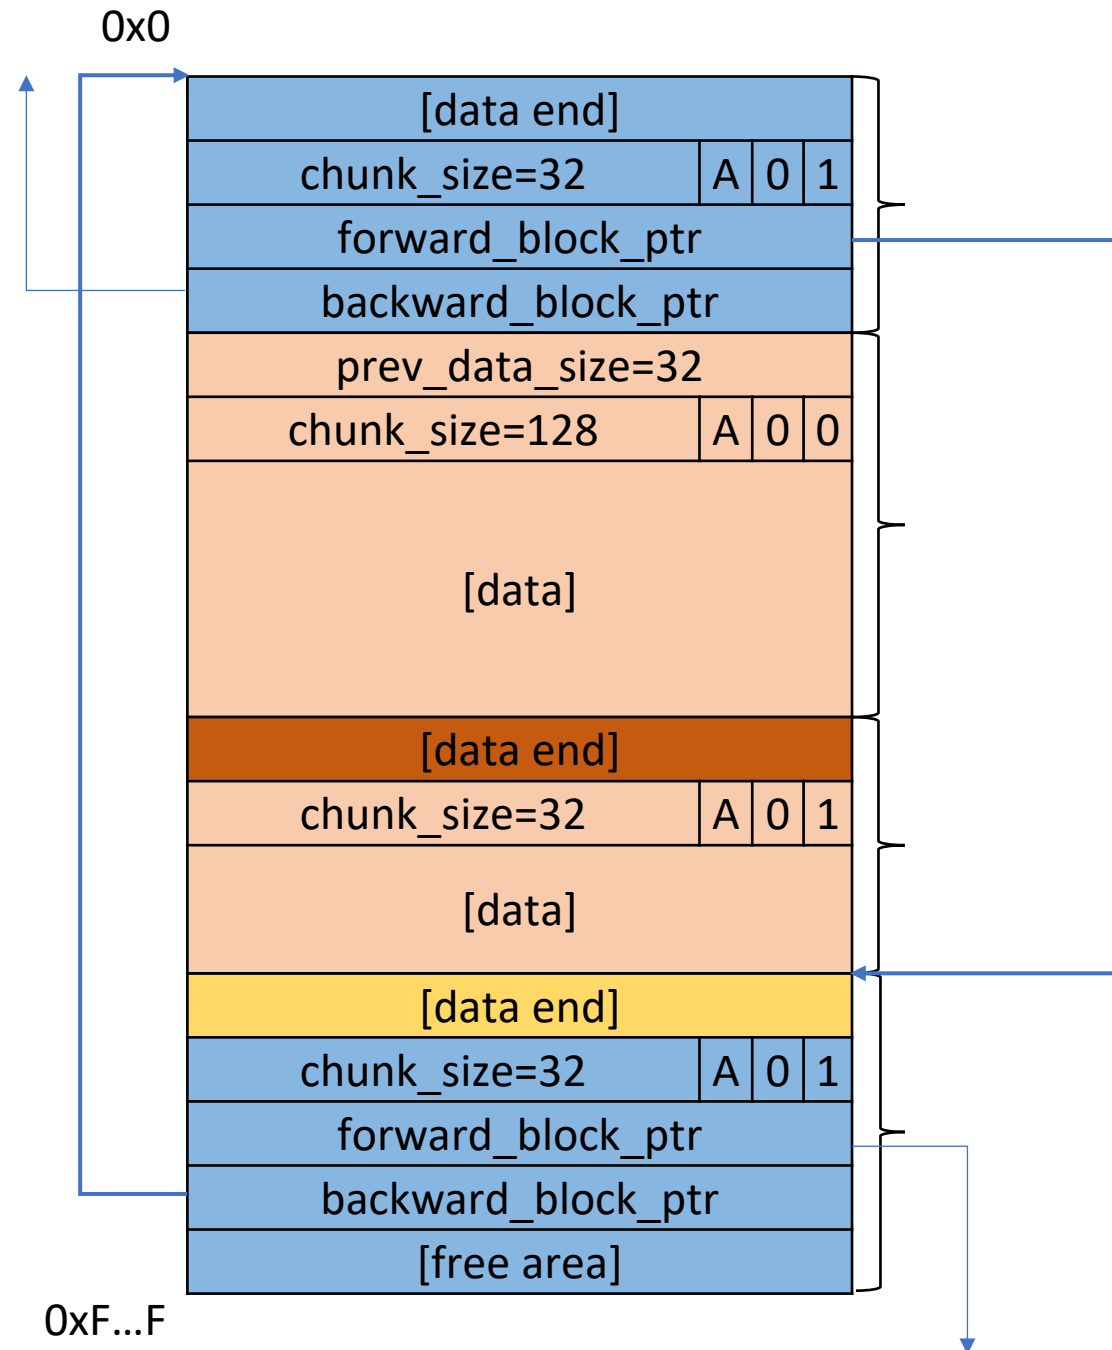 0x0
[data end]
chunk_size=32 A 0 1
forward_block_ptr
backward_block_ptr
prev_data_size=32
chunk_size=128 A 0 0
[data]
[data end]
chunk_size=32 A 0 1
[data]
[data end]
chunk_size=32 A 0 1
forward_block_ptr
backward_block_ptr
[free area]
0xF...F